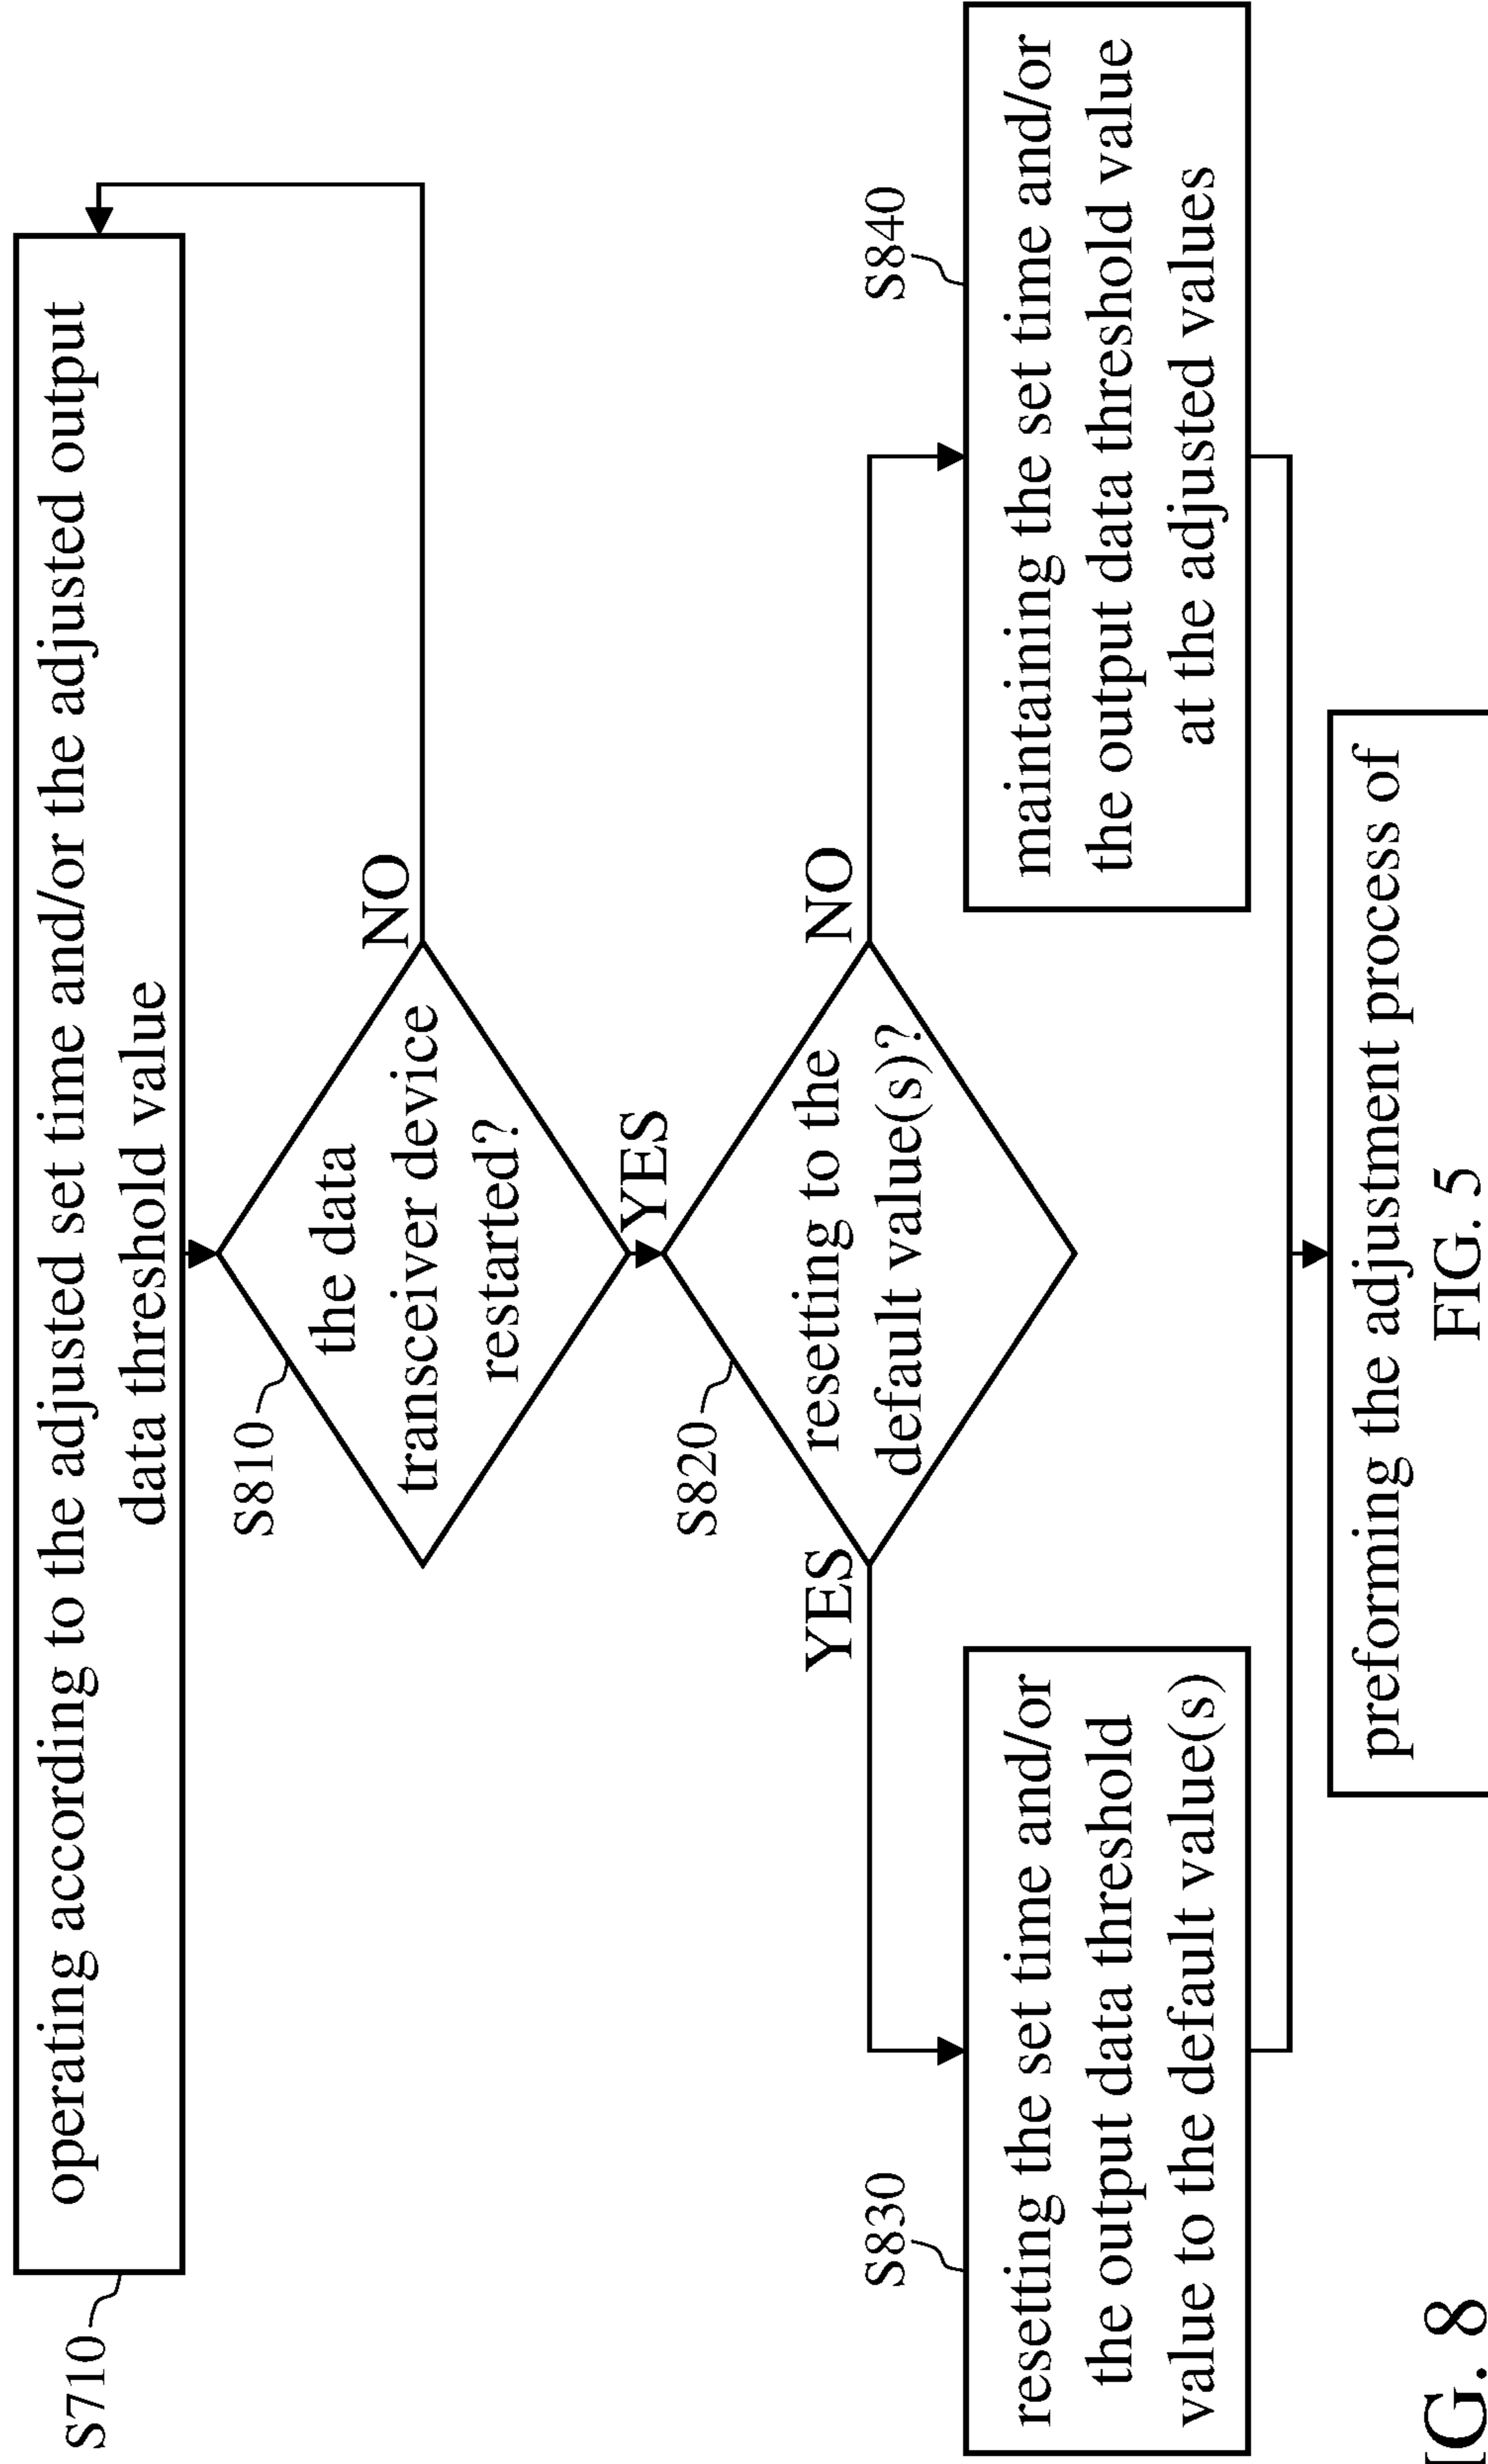 S710
operating according to the adjusted set time and/or the adjusted output
data threshold value
S810
the data
transceiver device
restarted?
NO
YES
S820
resetting to the
default value(s)?
YES
NO
S830
resetting the set time and/or
the output data threshold
value to the default value(s)
S840
maintaining the set time and/or
the output data threshold value
at the adjusted values
preforming the adjustment process of
FIG. 5
IG. 8